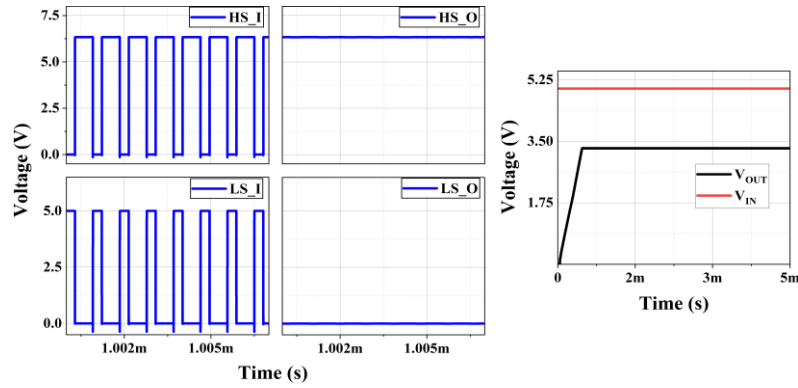 7.5
5.0
2.5
0.0
HS_I
HS_O
Voltage (V)
5.0
2.5
0.0
LS_I
LS_O
1.002m
1.005m
1.002m
1.005m
Time (s)
5.25
3.50
1.75
Voltage (V)
V_OUT
V_IN
0
2m
3m
5m
Time (s)